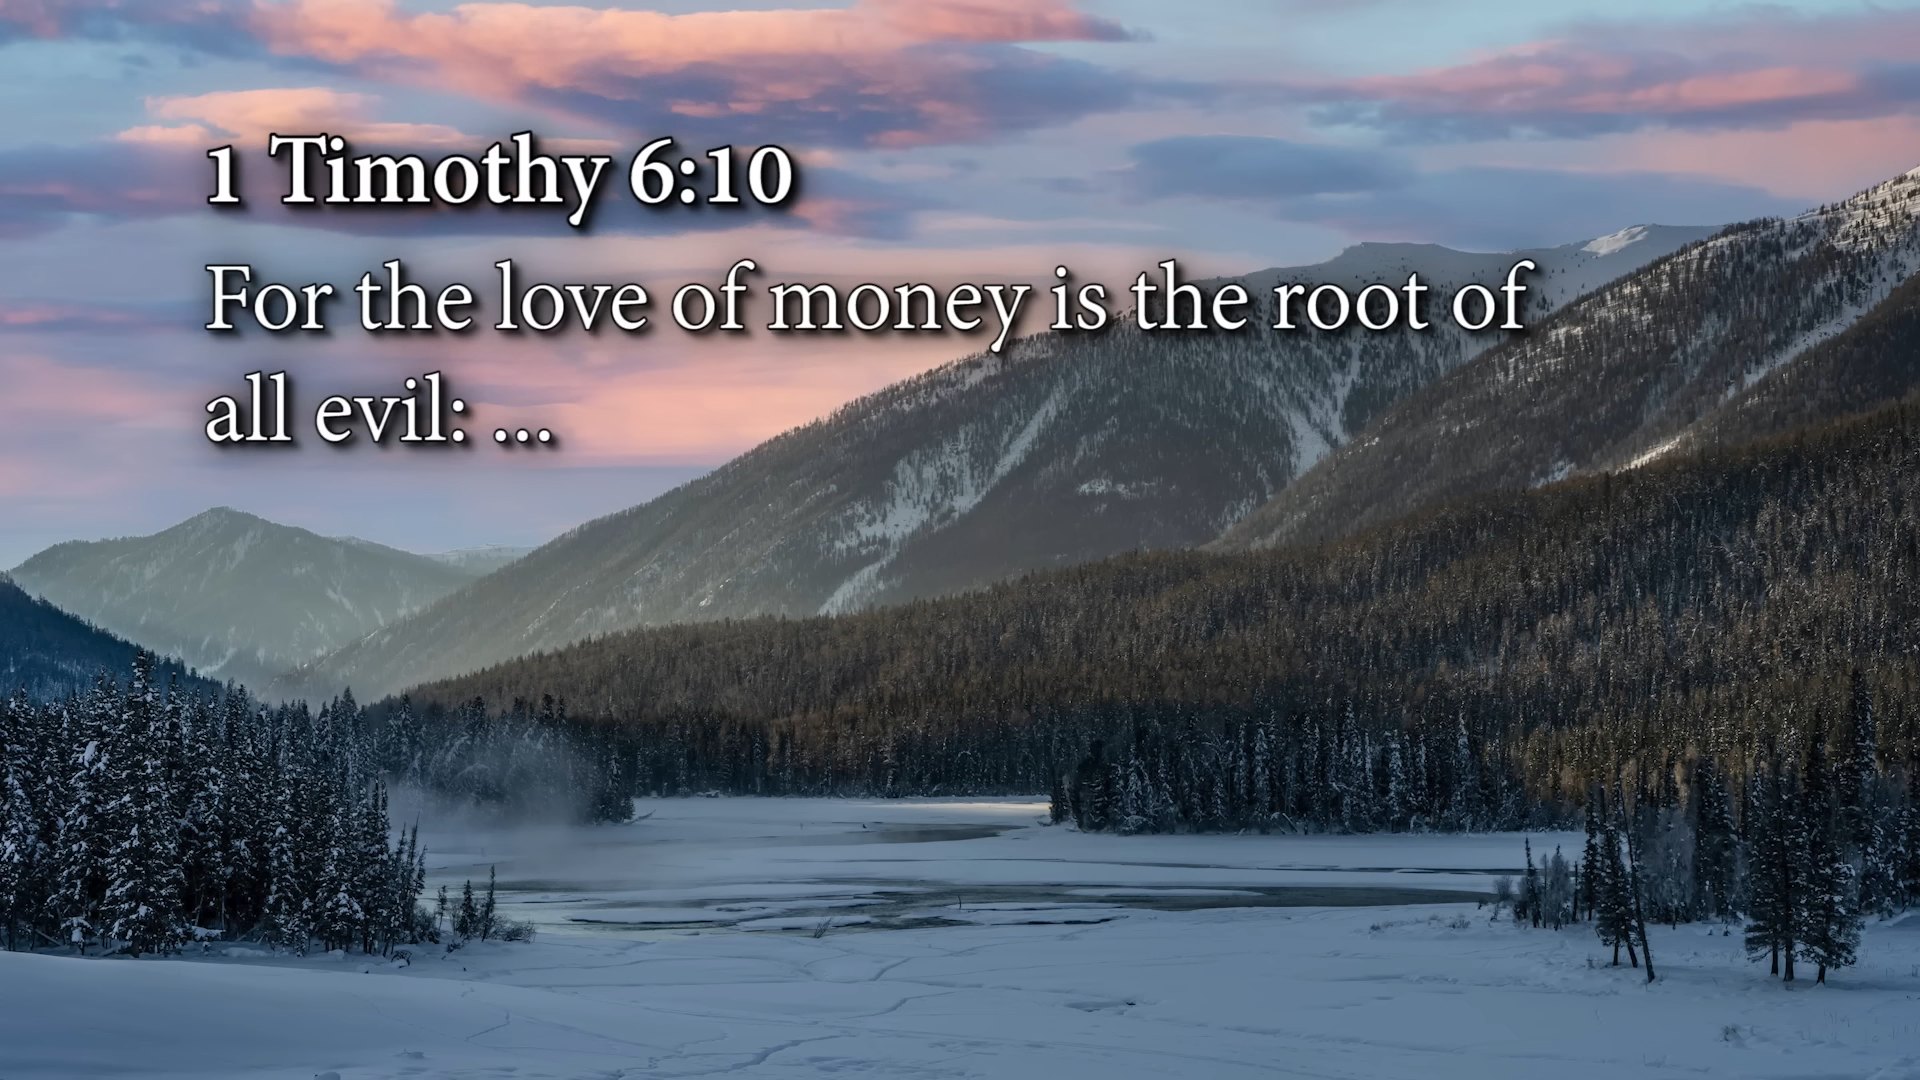 1 Timothy 6:10
For the love of money is the root of
all evil: ...